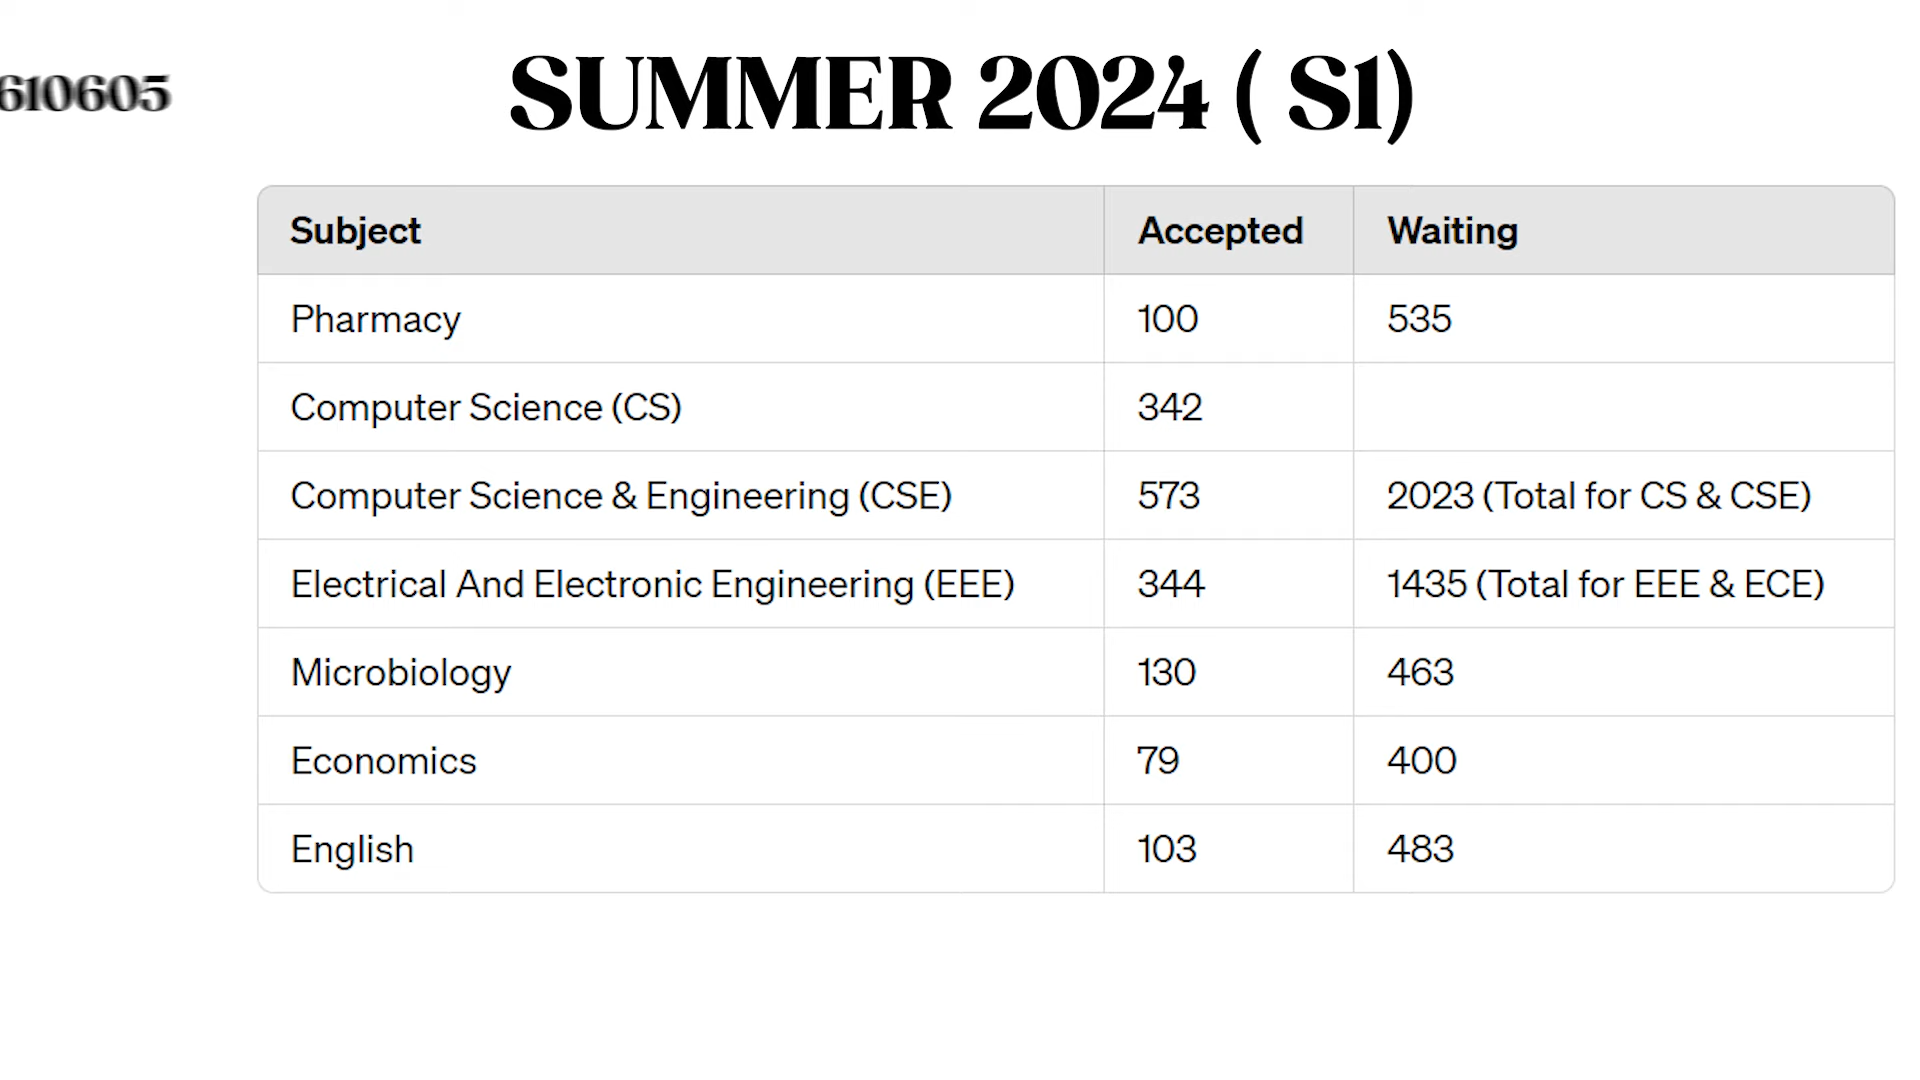 610605
SUMMER 2024 ( S1)
Subject Accepted Waiting
Pharmacy 100 535
Computer Science (CS) 342
Computer Science & Engineering (CSE) 573 2023 (Total for CS & CSE)
Electrical And Electronic Engineering (EEE) 344 1435 (Total for EEE & ECE)
Microbiology 130 463
Economics 79 400
English 103 483